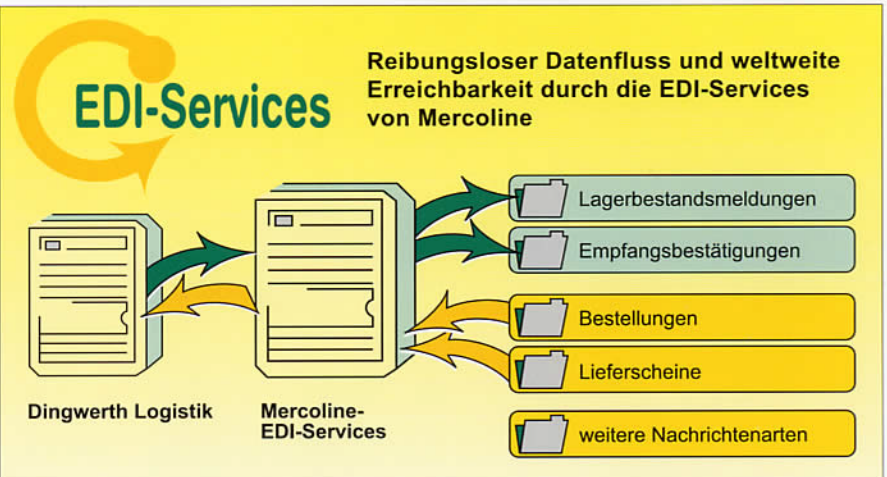 EDI-Services
Reibungsloser Datenfluss und weltweite
Erreichbarkeit durch die EDI-Services
von Mercoline
Lagerbestandsmeldungen
Empfangsbestätigungen
Bestellungen
Lieferscheine
weitere Nachrichtenarten
Dingwerth Logistik
Mercoline-
EDI-Services